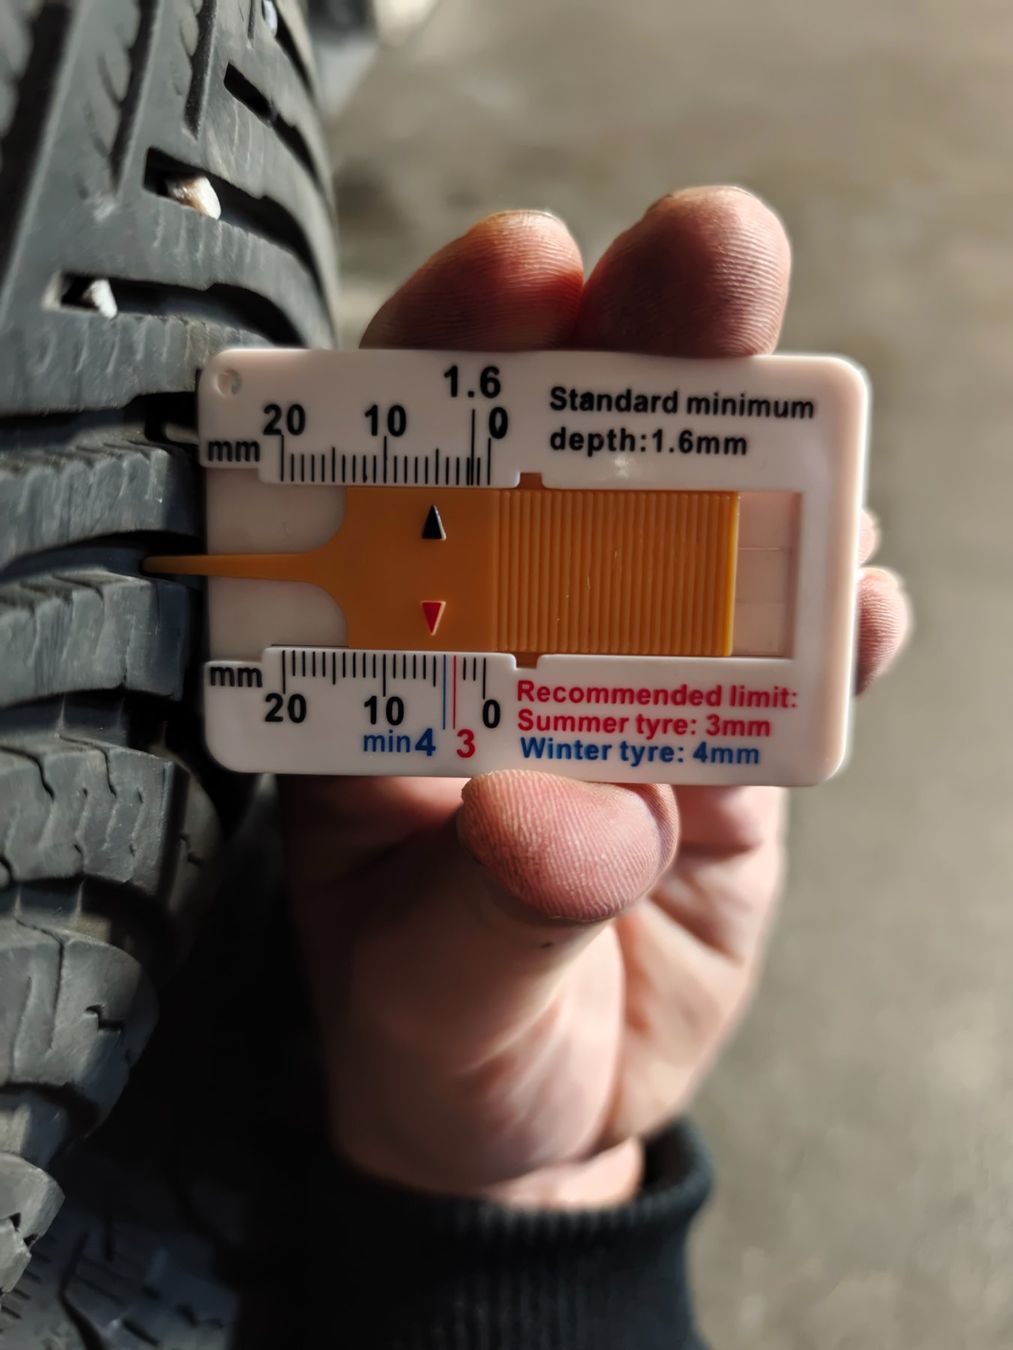 1.6
20 10 0
mm
Standard minimum
depth:1.6mm
mm
20 10 0
min4 3
Recommended limit:
Summer tyre: 3mm
Winter tyre: 4mm